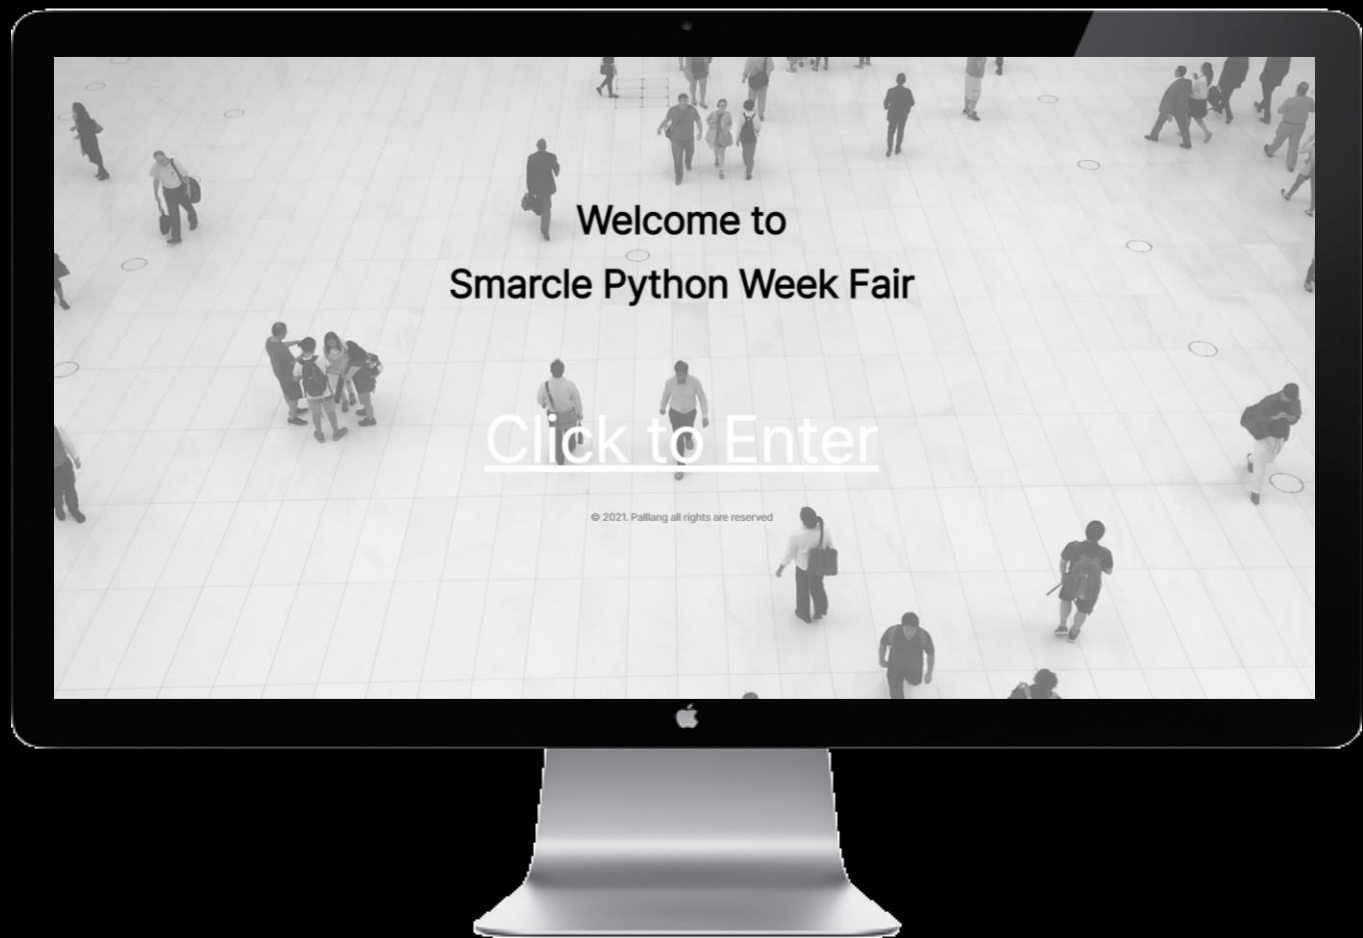 Welcome to
Smarcle Python Week Fair
Click to Enter
© 2021. Paillang all rights are reserved